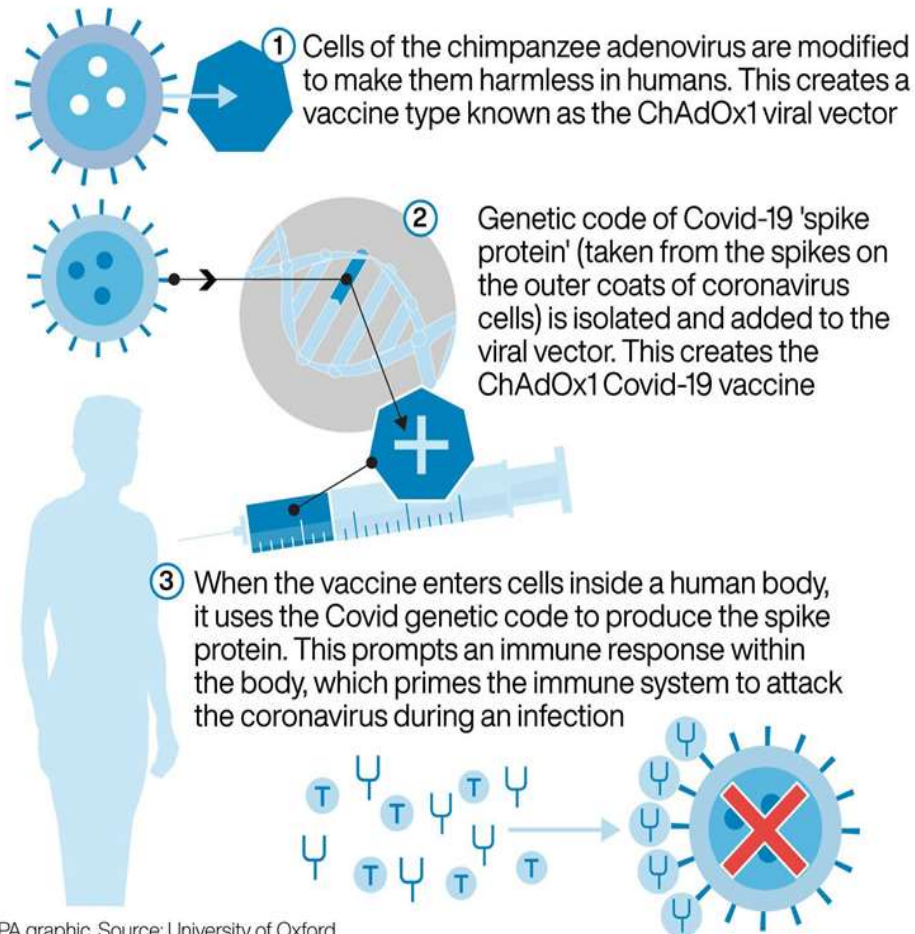 1 Cells of the chimpanzee adenovirus are modified
to make them harmless in humans. This creates a
vaccine type known as the ChAdOx1 viral vector
2 Genetic code of Covid-19 'spike
protein' (taken from the spikes on
the outer coats of coronavirus
cells) is isolated and added to the
viral vector. This creates the
ChAdOx1 Covid-19 vaccine
3 When the vaccine enters cells inside a human body,
it uses the Covid genetic code to produce the spike
protein. This prompts an immune response within
the body, which primes the immune system to attack
the coronavirus during an infection
T
T
T
T
T
T
PA graphic. Source: University of Oxford